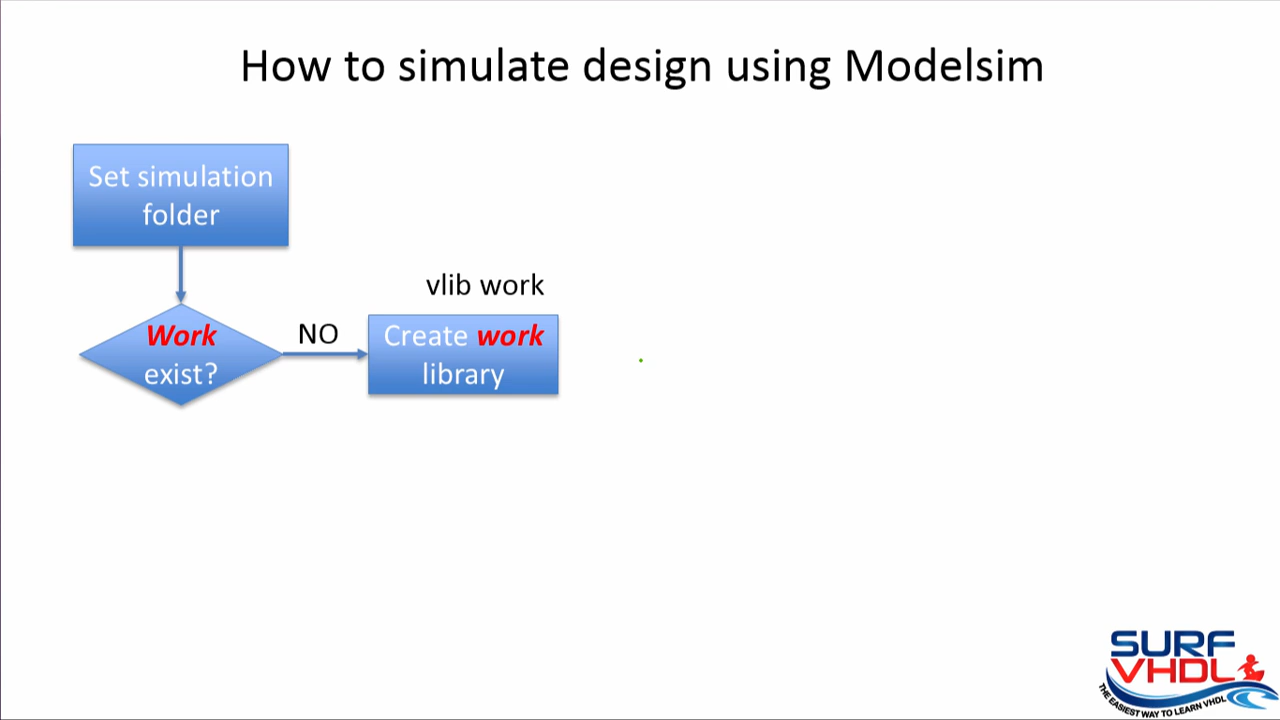 How to simulate design using Modelsim
Set simulation
folder
vlib work
Work
exist?
NO
Create work
library
SURF
VHDL
THE EASIEST WAY TO LEARN VHDL